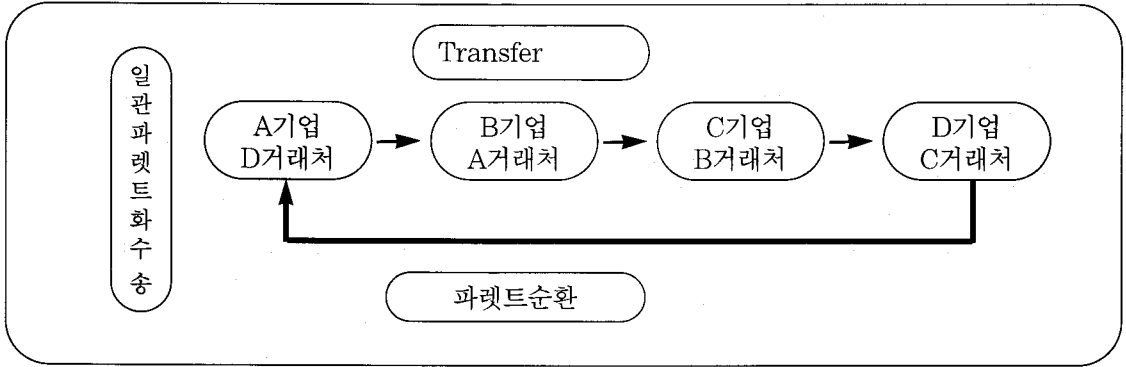 Transfer
일
관
파
렛
트
화
수
송
A기업
D거래처
B기업
A거래처
C기업
B거래처
D기업
C거래처
파렛트순환